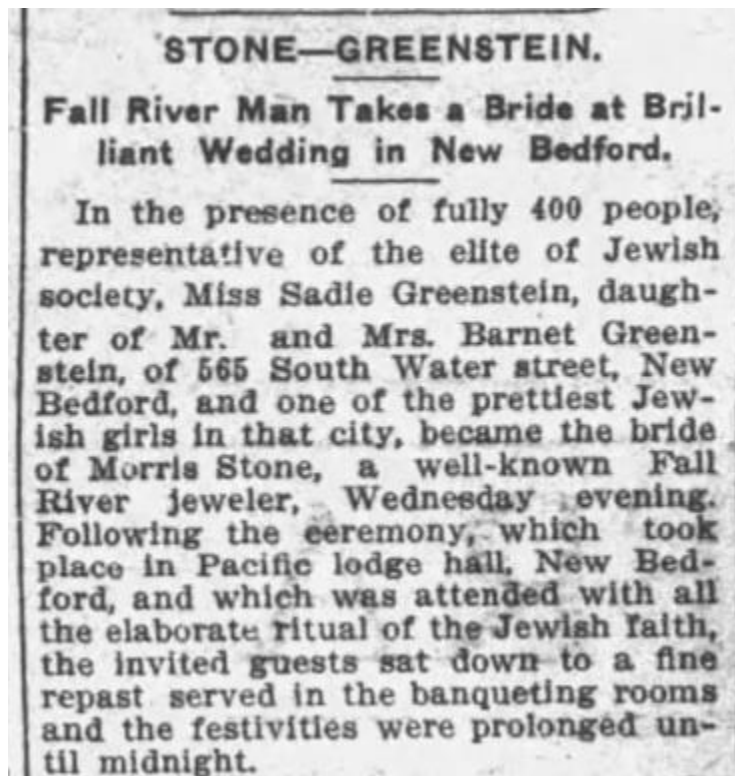 STONE—GREENSTEIN.
Fall River Man Takes a Bride at Bril-
liant Wedding in New Bedford.
In the presence of fully 400 people,
representative of the elite of Jewish
society, Miss Sadie Greenstein, daugh-
ter of Mr. and Mrs. Barnet Green-
stein, of 565 South Water street, New
Bedford, and one of the prettiest Jew-
ish girls in that city, became the bride
of Morris Stone, a well-known Fall
River jeweler, Wednesday evening.
Following the ceremony, which took
place in Pacific lodge hall, New Bed-
ford, and which was attended with all
the elaborate ritual of the Jewish faith,
the invited guests sat down to a fine
repast served in the banqueting rooms
and the festivities were prolonged un-
til midnight.